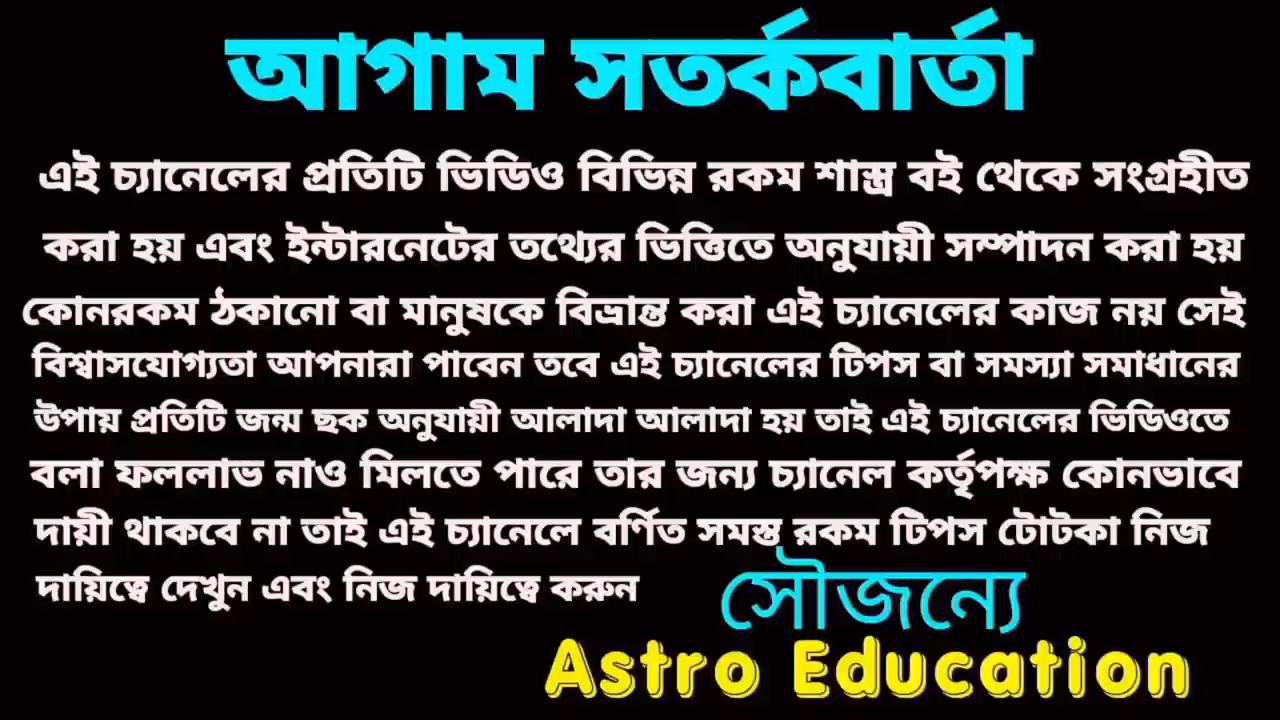 আগাম সতর্কবার্তা
এই চ্যানেলের প্রতিটি ভিডিও বিভিন্ন রকম শাস্ত্র বই থেকে সংগ্রহীত
করা হয় এবং ইন্টারনেটের তথ্যের ভিত্তিতে অনুযায়ী সম্পাদন করা হয়
কোনরকম ঠকানো বা মানুষকে বিভ্রান্ত করা এই চ্যানেলের কাজ নয় সেই
বিশ্বাসযোগ্যতা আপনারা পাবেন তবে এই চ্যানেলের টিপস বা সমস্যা সমাধানের
উপায় প্রতিটি জন্ম ছক অনুযায়ী আলাদা আলাদা হয় তাই এই চ্যানেলের ভিডিওতে
বলা ফললাভ নাও মিলতে পারে তার জন্য চ্যানেল কর্তৃপক্ষ কোনভাবে
দায়ী থাকবে না তাই এই চ্যানেলে বর্ণিত সমস্ত রকম টিপস টোটকা নিজ
দায়িত্বে দেখুন এবং নিজ দায়িত্বে করুন
সৌজন্যে
Astro Education